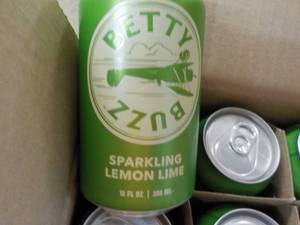 BETTY
BUZZ
SPARKLING
LEMON LIME
12 FL OZ | 355 ML